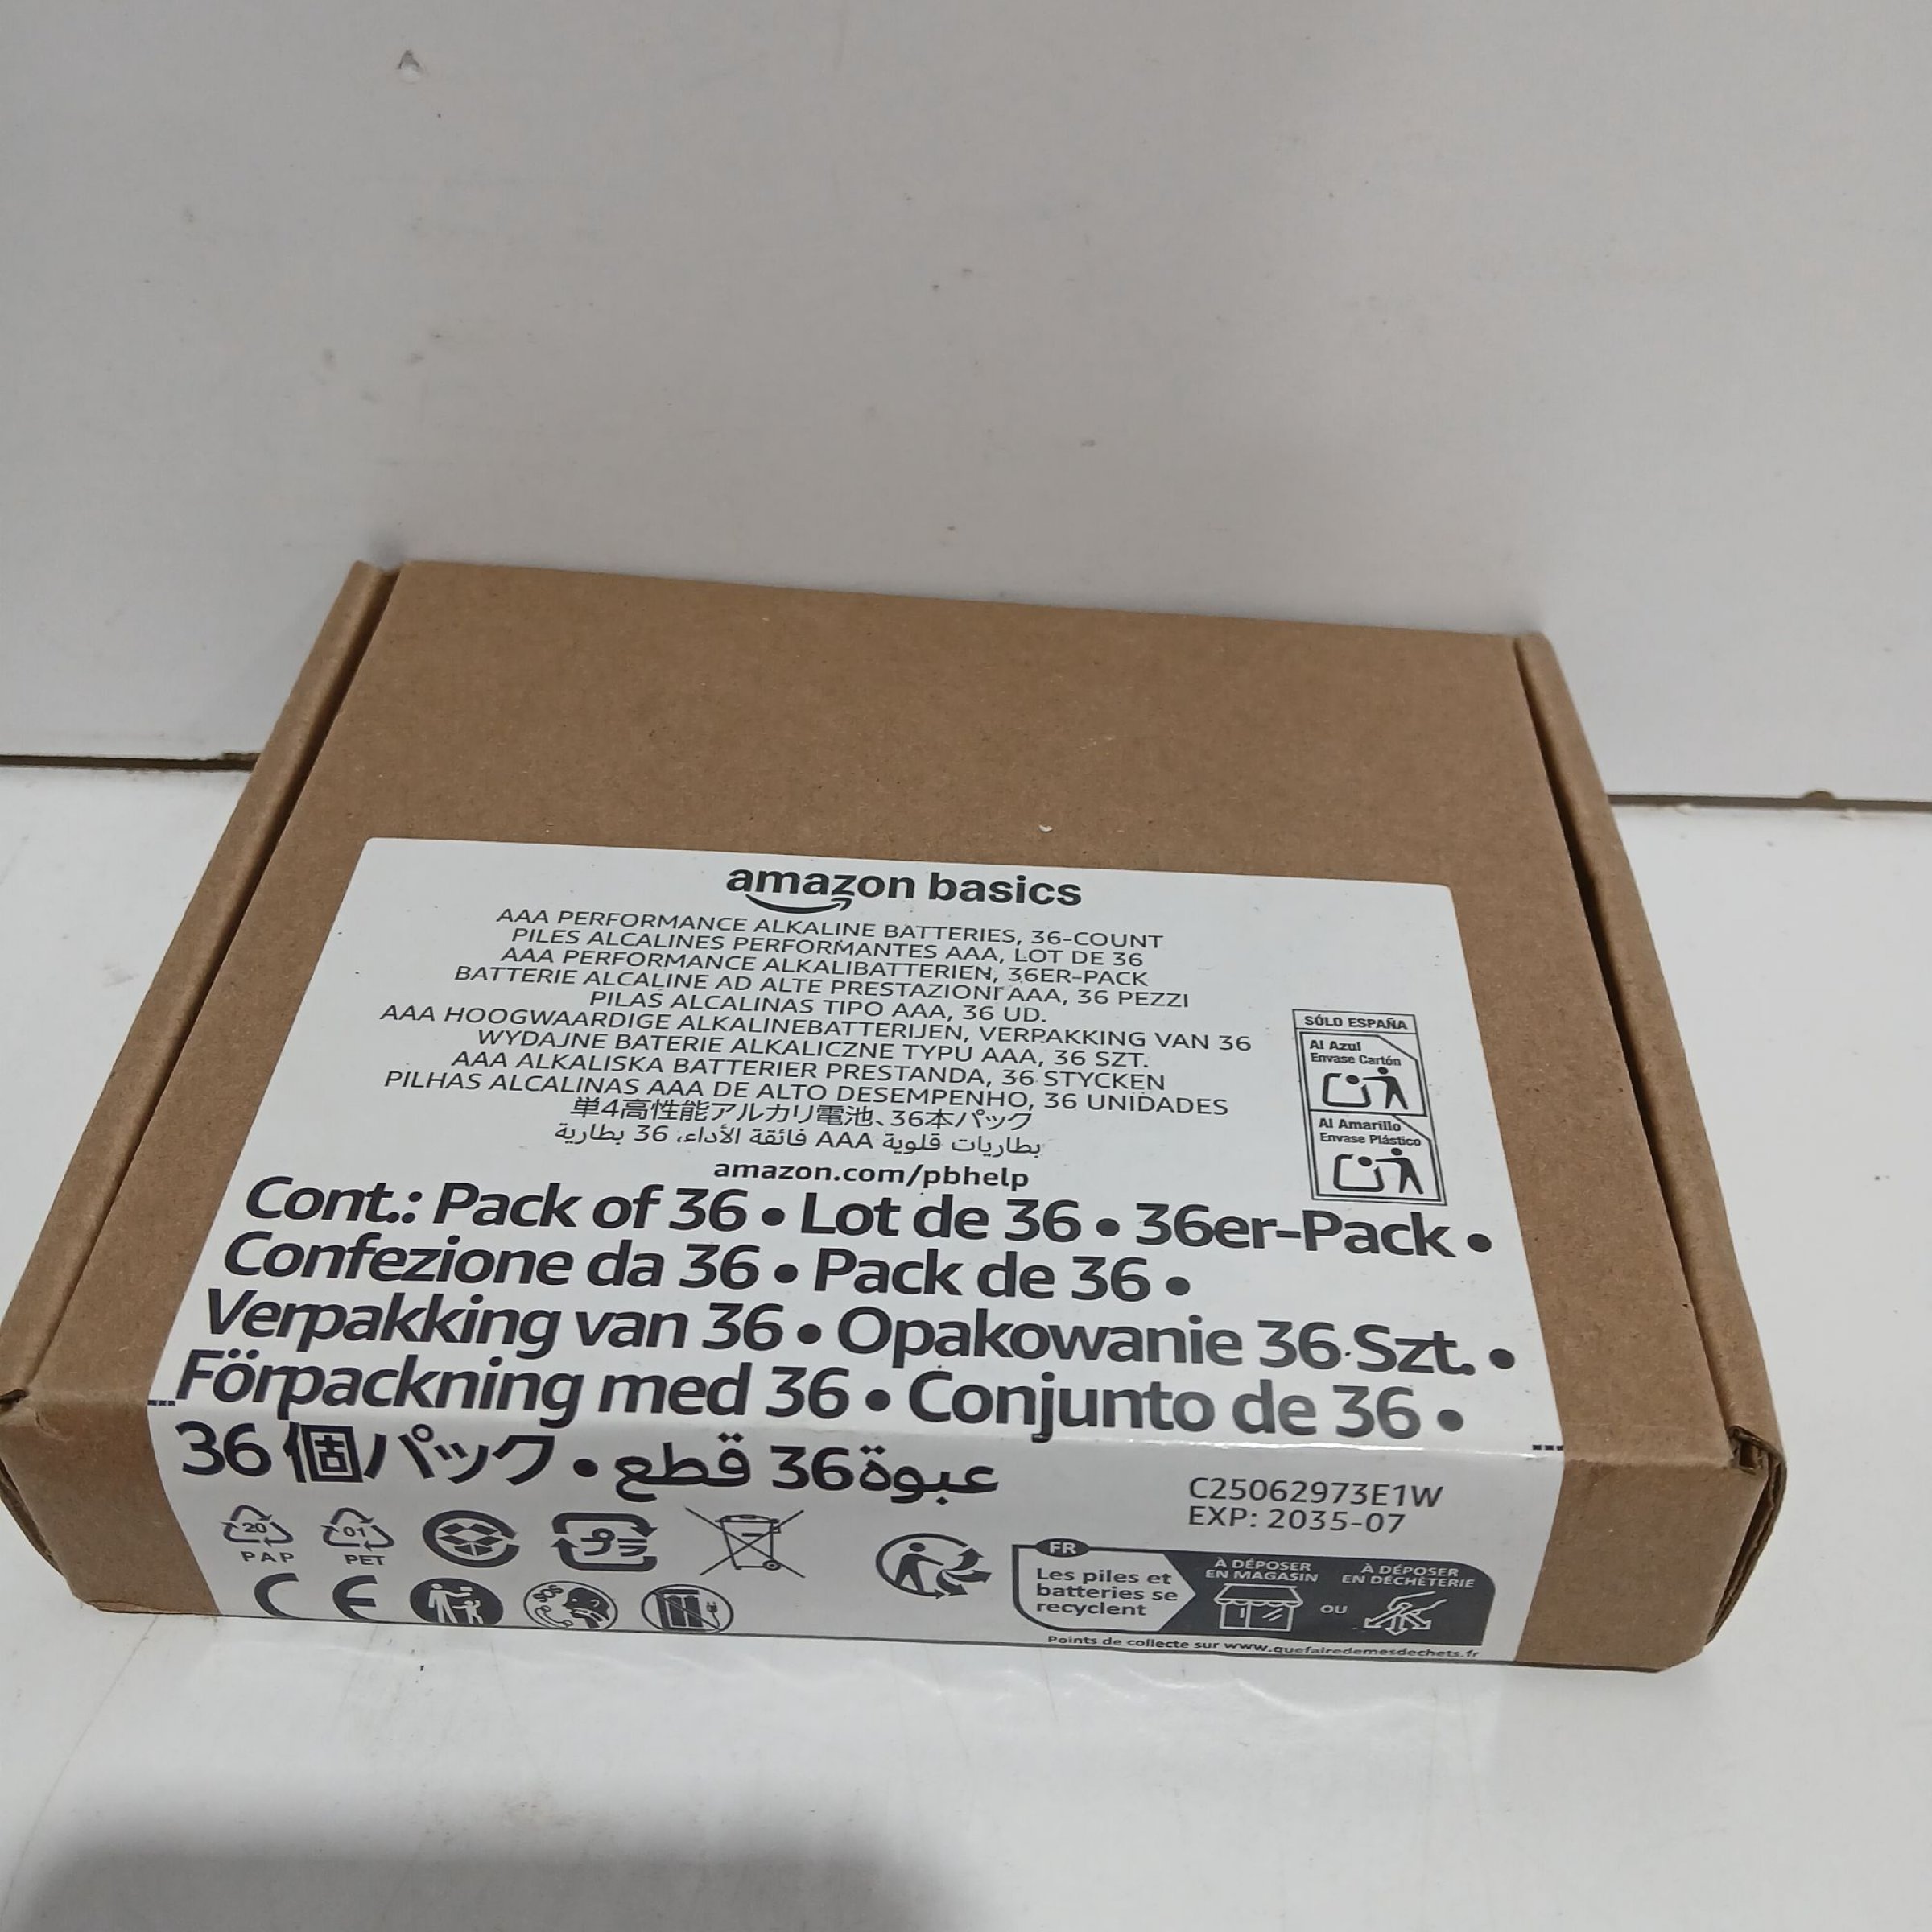 amazon basics
AAA PERFORMANCE ALKALINE BATTERIES, 36-COUNT
PILES ALCALINES PERFORMANTES AAA, LOT DE 36
AAA PERFORMANCE ALKALIBATTERIEN, 36ER-PACK
BATTERIE ALCALINE AD ALTE PRESTAZIONI AAA, 36 PEZZI
PILAS ALCALINAS TIPO AAA, 36 UD.
AAA HOOGWAARDIGE ALKALINEBATTERIJEN, VERPAKKING VAN 36
WYDAJNE BATERIE ALKALICZNE TYPU AAA, 36 SZT.
AAA ALKALISKA BATTERIER PRESTANDA, 36 STYCKEN
PILHAS ALCALINAS AAA DE ALTO DESEMPENHO, 36 UNIDADES
単4高性能アルカリ電池、36本パック
بطاريات قلوية AAA فائقة الأداء، 36 بطارية
amazon.com/pbhelp
SÓLO ESPAÑA
Al Azul
Envase Cartón
Al Amarillo
Envase Plástico
Cont.: Pack of 36 • Lot de 36 • 36er-Pack •
Confezione da 36 • Pack de 36 •
Verpakking van 36 • Opakowanie 36 Szt. •
Förpackning med 36 • Conjunto de 36 •
36 個パック • عبوة 36 قطع
C25062973E1W
EXP: 2035-07
20
PAP
01
PET
プラ
CE
SOS
FR
Les piles et
batteries se
recyclent
À DÉPOSER
EN MAGASIN
OU
À DÉPOSER
EN DÉCHÈTERIE
Points de collecte sur www.quefairedemesdechets.fr